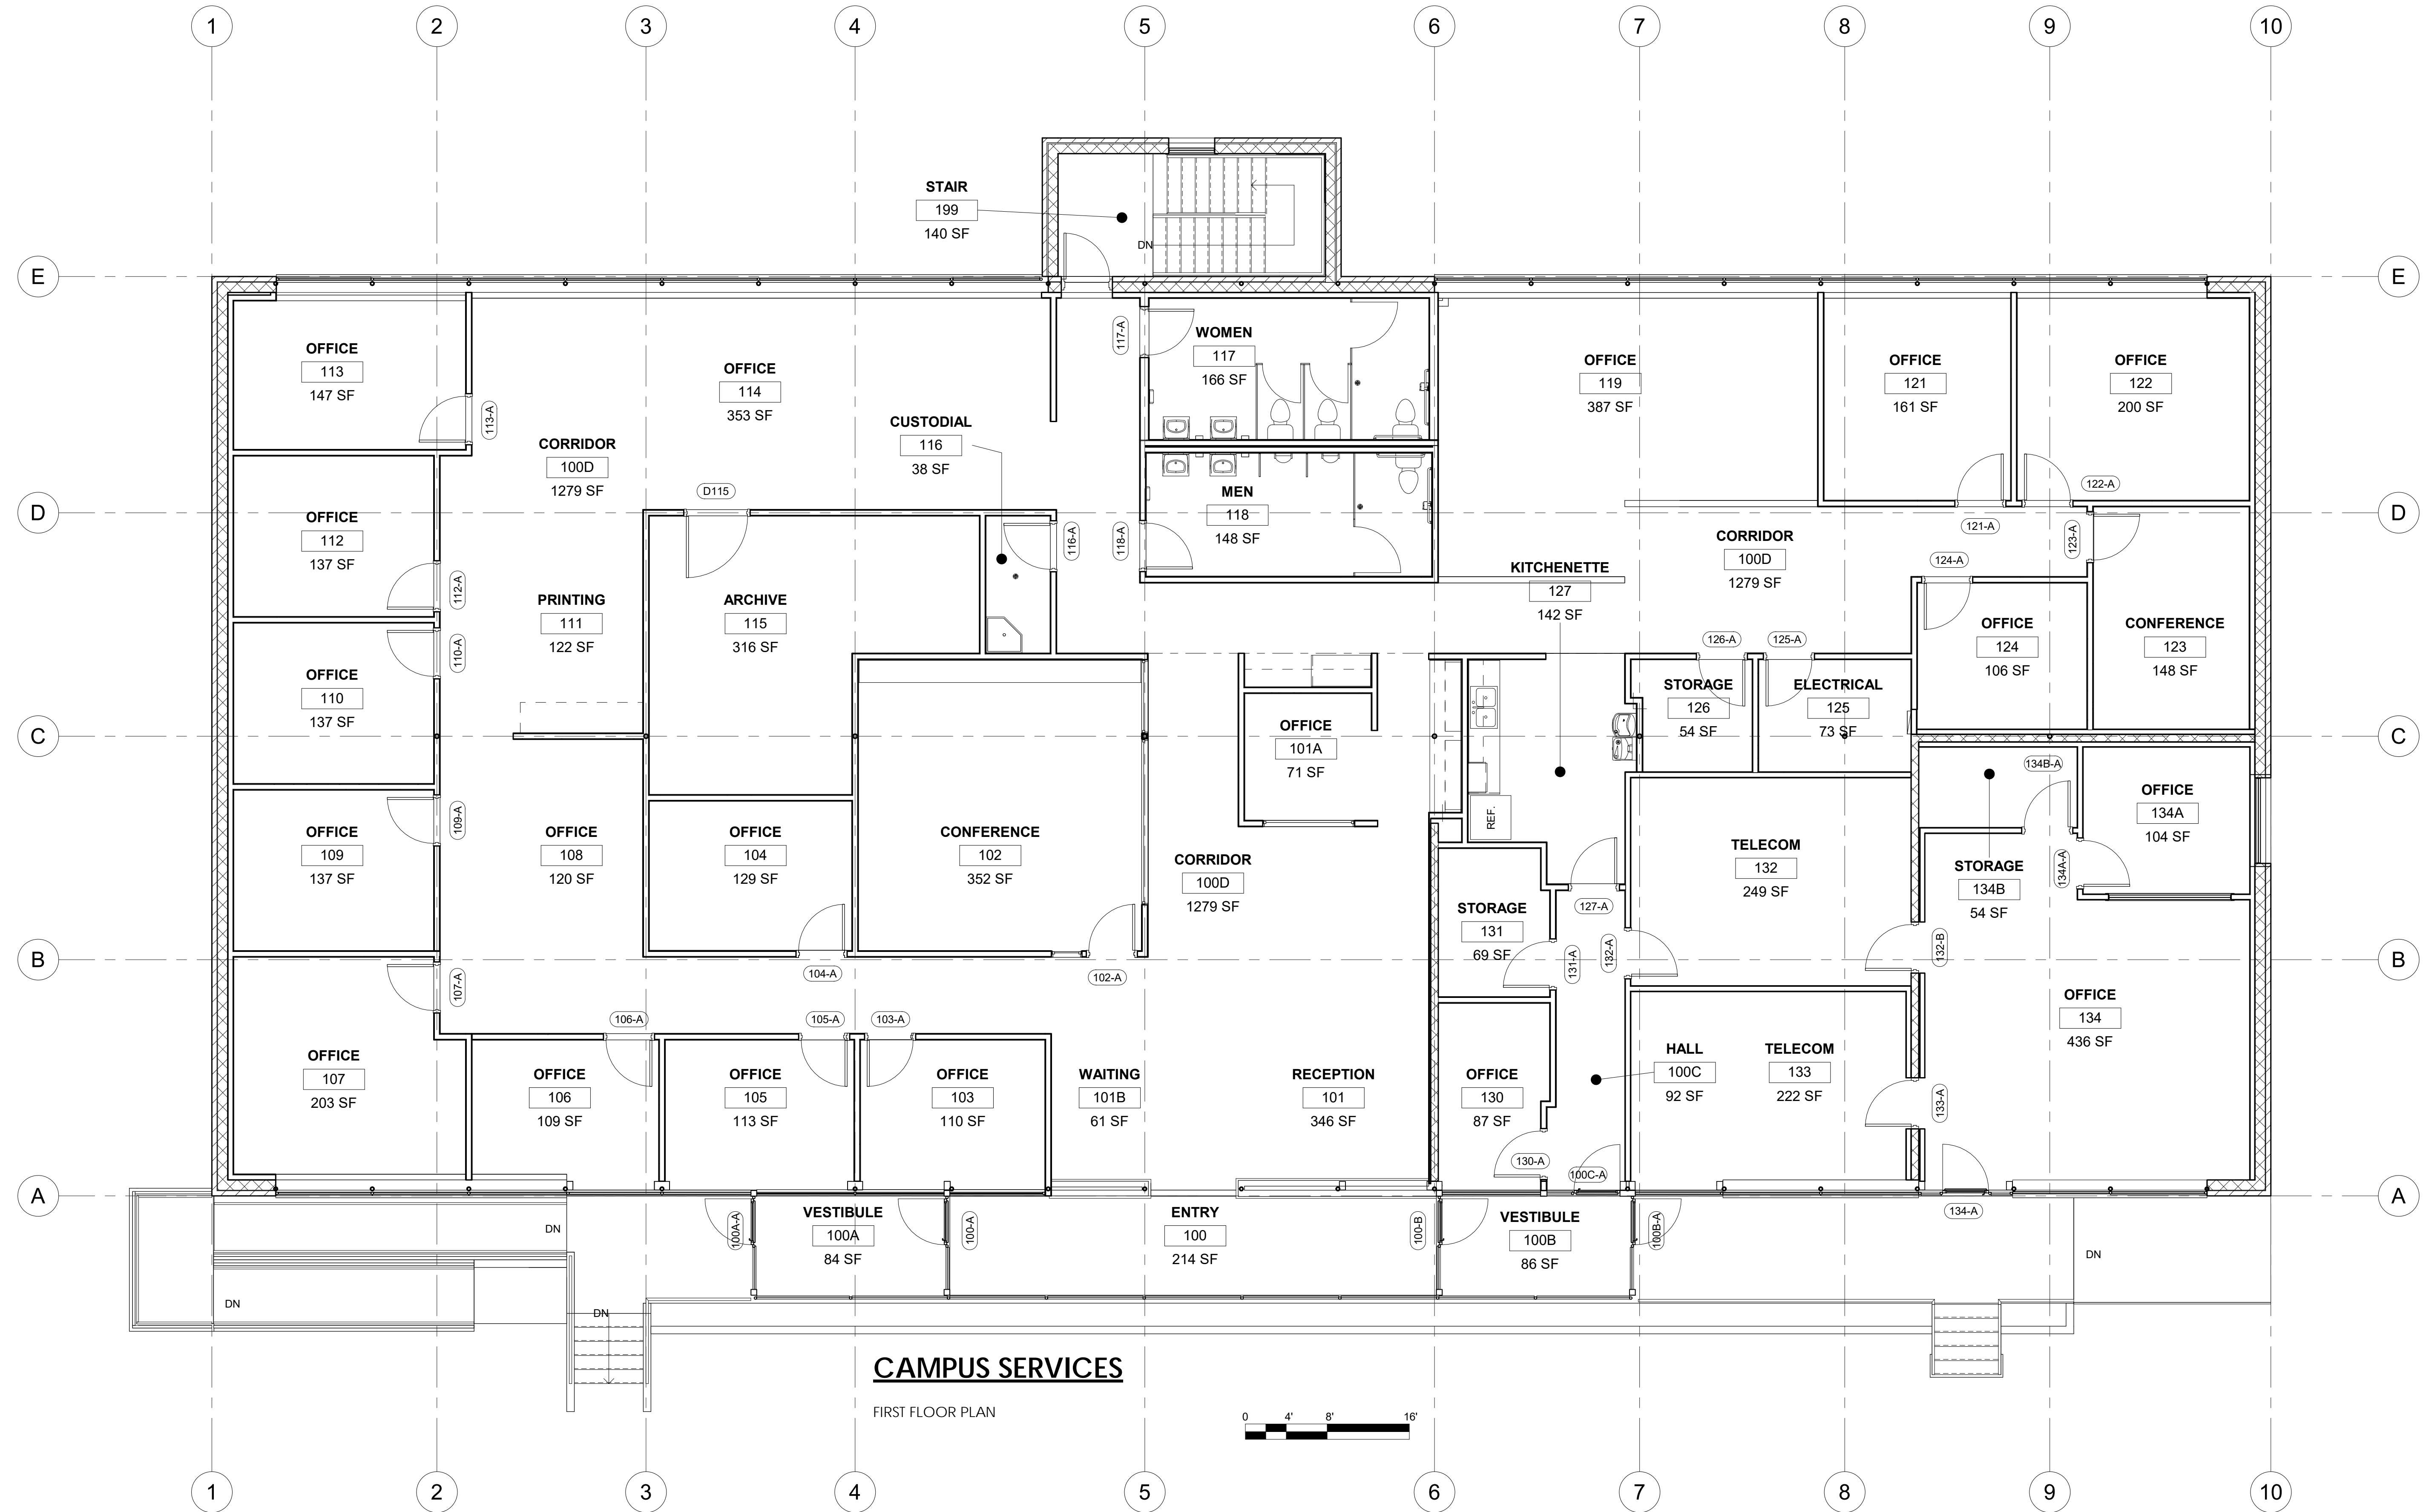 1 2 3 4 5 6 7 8 9 10
STAIR
199
140 SF
DN
E E
OFFICE
113
147 SF
113-A
OFFICE
114
353 SF
117-A
WOMEN
117
166 SF
OFFICE
119
387 SF
OFFICE
121
161 SF
OFFICE
122
200 SF
CUSTODIAL
116
38 SF
CORRIDOR
100D
1279 SF
D115
122-A
D D
OFFICE
112
137 SF
112-A
116-A
118-A
MEN
118
148 SF
121-A
123-A
CORRIDOR
100D
1279 SF
124-A
KITCHENETTE
127
142 SF
PRINTING
111
122 SF
ARCHIVE
115
316 SF
OFFICE
124
106 SF
CONFERENCE
123
148 SF
110-A
OFFICE
110
137 SF
126-A
125-A
STORAGE
126
54 SF
ELECTRICAL
125
73 SF
C C
OFFICE
101A
71 SF
134B-A
OFFICE
134A
104 SF
REF.
109-A
OFFICE
109
137 SF
OFFICE
108
120 SF
OFFICE
104
129 SF
CONFERENCE
102
352 SF
CORRIDOR
100D
1279 SF
TELECOM
132
249 SF
STORAGE
134B
54 SF
134A-A
127-A
STORAGE
131
69 SF
131-A
132-A
132-B
B B
104-A
102-A
107-A
106-A
105-A
103-A
OFFICE
134
436 SF
OFFICE
107
203 SF
OFFICE
106
109 SF
OFFICE
105
113 SF
OFFICE
103
110 SF
WAITING
101B
61 SF
RECEPTION
101
346 SF
OFFICE
130
87 SF
HALL
100C
92 SF
TELECOM
133
222 SF
133-A
130-A
100C-A
A A
134-A
DN
100A-A
VESTIBULE
100A
84 SF
100-A
ENTRY
100
214 SF
100-B
VESTIBULE
100B
86 SF
100B-A
DN
DN
DN
CAMPUS SERVICES
FIRST FLOOR PLAN
0 4' 8' 16'
1 2 3 4 5 6 7 8 9 10